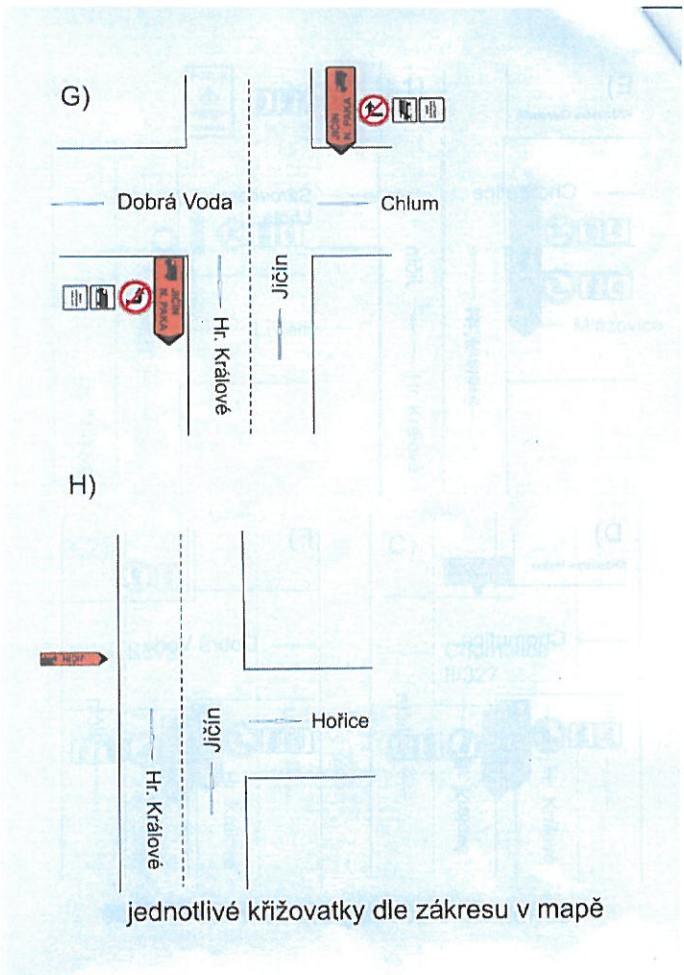 G)
JIČÍN
N. PAKA
Dobrá Voda
Chlum
JIČÍN
N. PAKA
Hr. Králové
Jičín
H)
JIČÍN
Hořice
Jičín
Hr. Králové
jednotlivé křižovatky dle zákresu v mapě